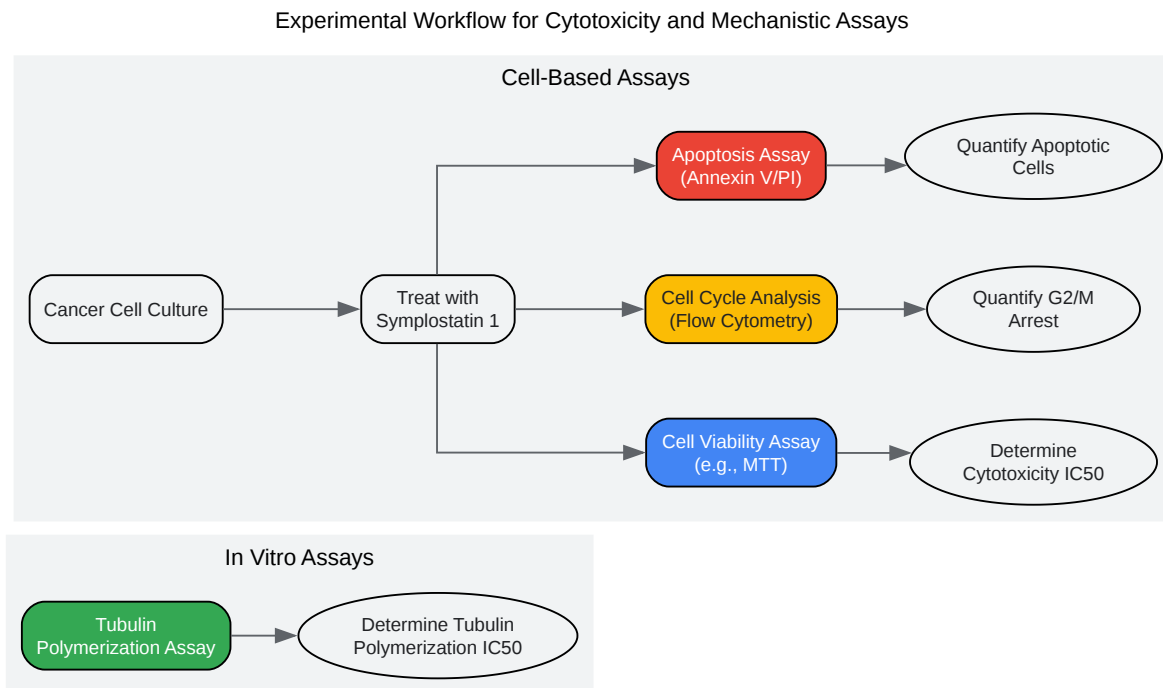 Experimental Workflow for Cytotoxicity and Mechanistic Assays
Cell-Based Assays
Cancer Cell Culture
Treat with
Symplostatin 1
Apoptosis Assay
(Annexin V/PI)
Quantify Apoptotic
Cells
Cell Cycle Analysis
(Flow Cytometry)
Quantify G2/M
Arrest
Cell Viability Assay
(e.g., MTT)
Determine
Cytotoxicity IC50
In Vitro Assays
Tubulin
Polymerization Assay
Determine Tubulin
Polymerization IC50